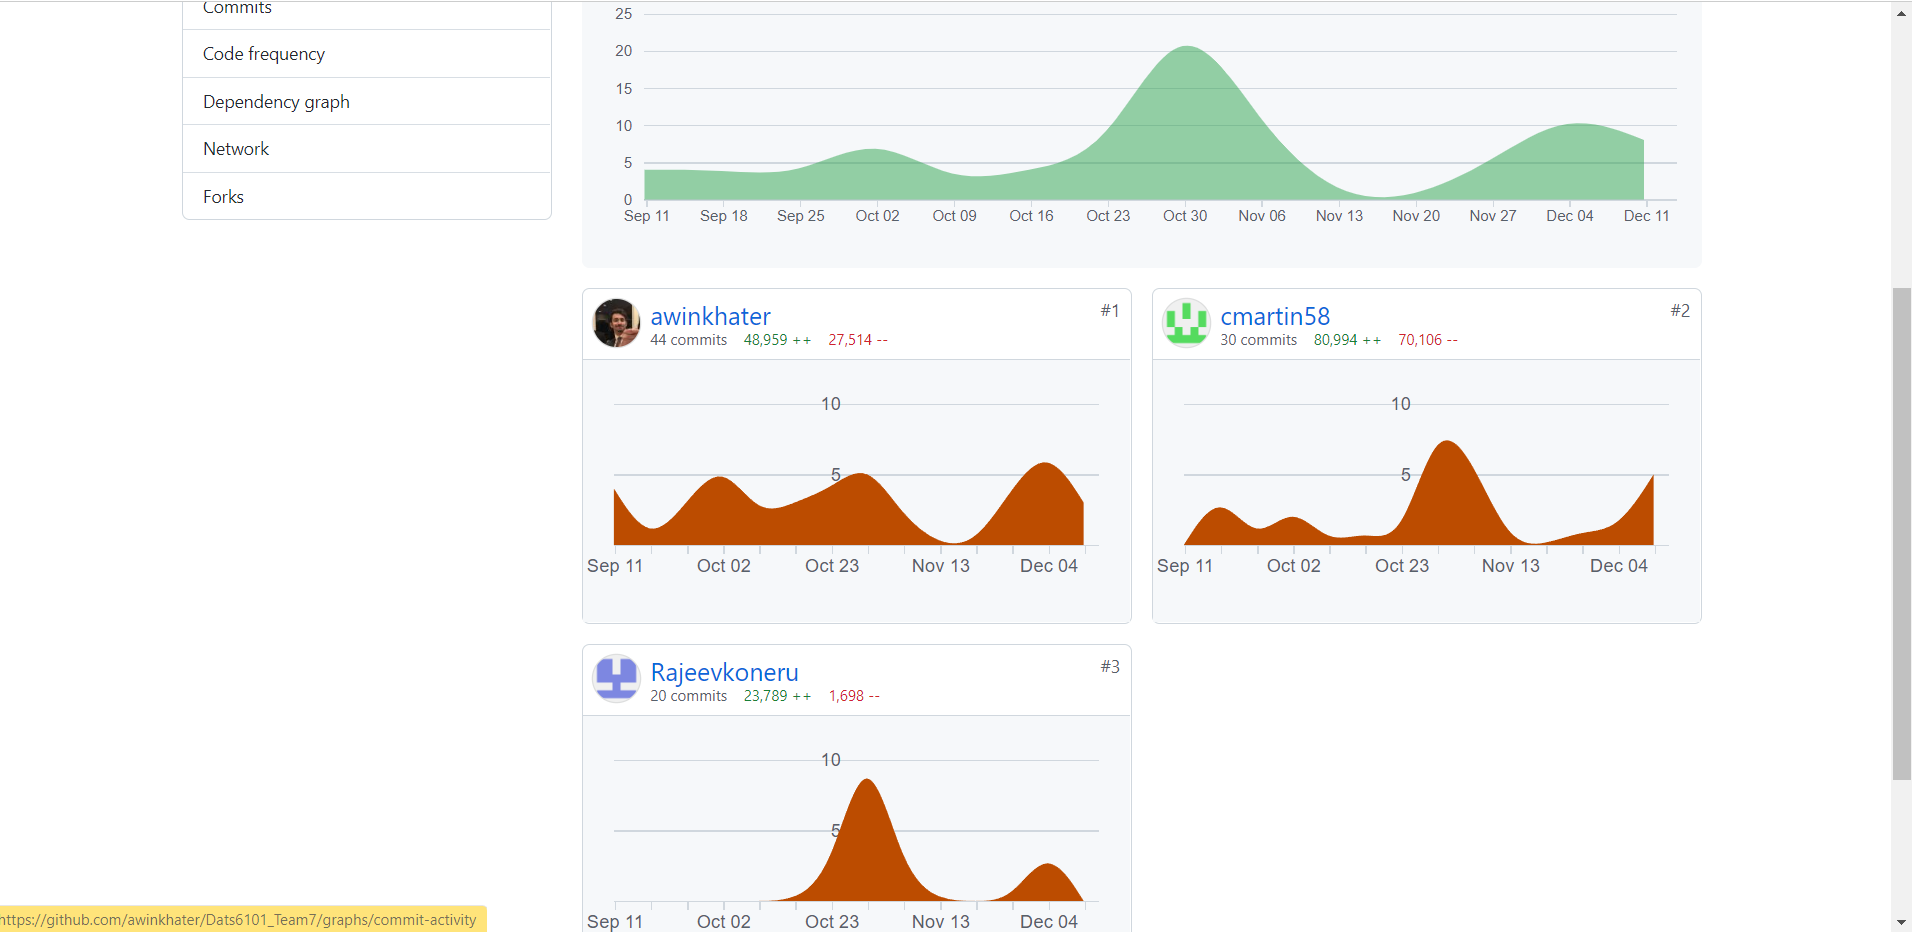 Commits
Code frequency
Dependency graph
Network
Forks
25
20
15
10
5
0
Sep 11 Sep 18 Sep 25 Oct 02 Oct 09 Oct 16 Oct 23 Oct 30 Nov 06 Nov 13 Nov 20 Nov 27 Dec 04 Dec 11
awinkhater #1
44 commits 48,959 ++ 27,514 --
10
5
Sep 11 Oct 02 Oct 23 Nov 13 Dec 04
cmartin58 #2
30 commits 80,994 ++ 70,106 --
10
5
Sep 11 Oct 02 Oct 23 Nov 13 Dec 04
Rajeevkoneru #3
20 commits 23,789 ++ 1,698 --
10
5
Sep 11 Oct 02 Oct 23 Nov 13 Dec 04
https://github.com/awinkhater/Dats6101_Team7/graphs/commit-activity